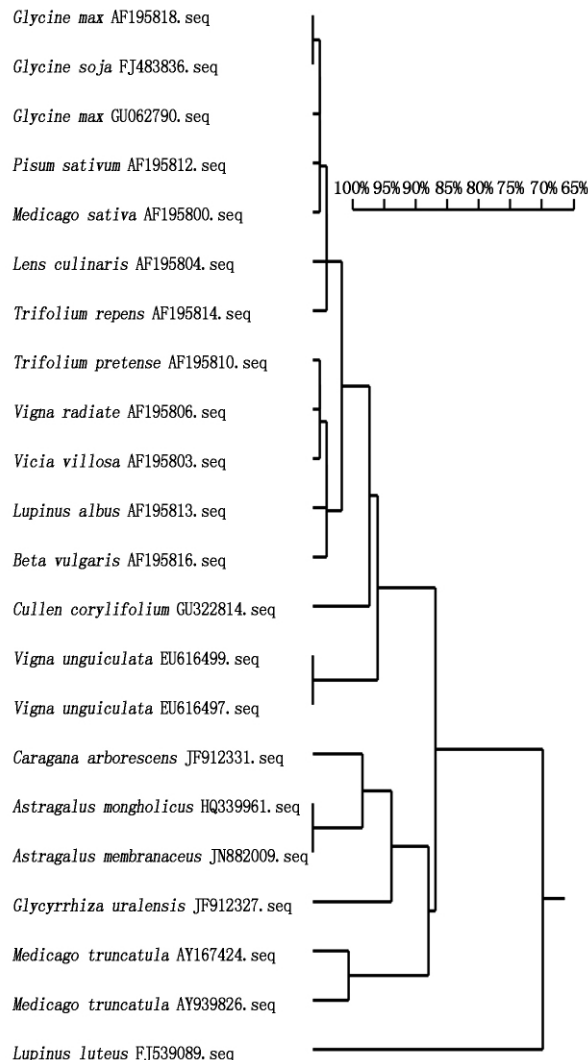 Glycine max AF195818.seq
Glycine soja FJ483836.seq
Glycine max GU062790.seq
Pisum sativum AF195812.seq
100% 95% 90% 85% 80% 75% 70% 65%
Medicago sativa AF195800.seq
Lens culinaris AF195804.seq
Trifolium repens AF195814.seq
Trifolium pretense AF195810.seq
Vigna radiate AF195806.seq
Vicia villosa AF195803.seq
Lupinus albus AF195813.seq
Beta vulgaris AF195816.seq
Cullen corylifolium GU322814.seq
Vigna unguiculata EU616499.seq
Vigna unguiculata EU616497.seq
Caragana arborescens JF912331.seq
Astragalus mongholicus HQ339961.seq
Astragalus membranaceus JN882009.seq
Glycyrrhiza uralensis JF912327.seq
Medicago truncatula AY167424.seq
Medicago truncatula AY939826.seq
Lupinus luteus FJ539089.seq